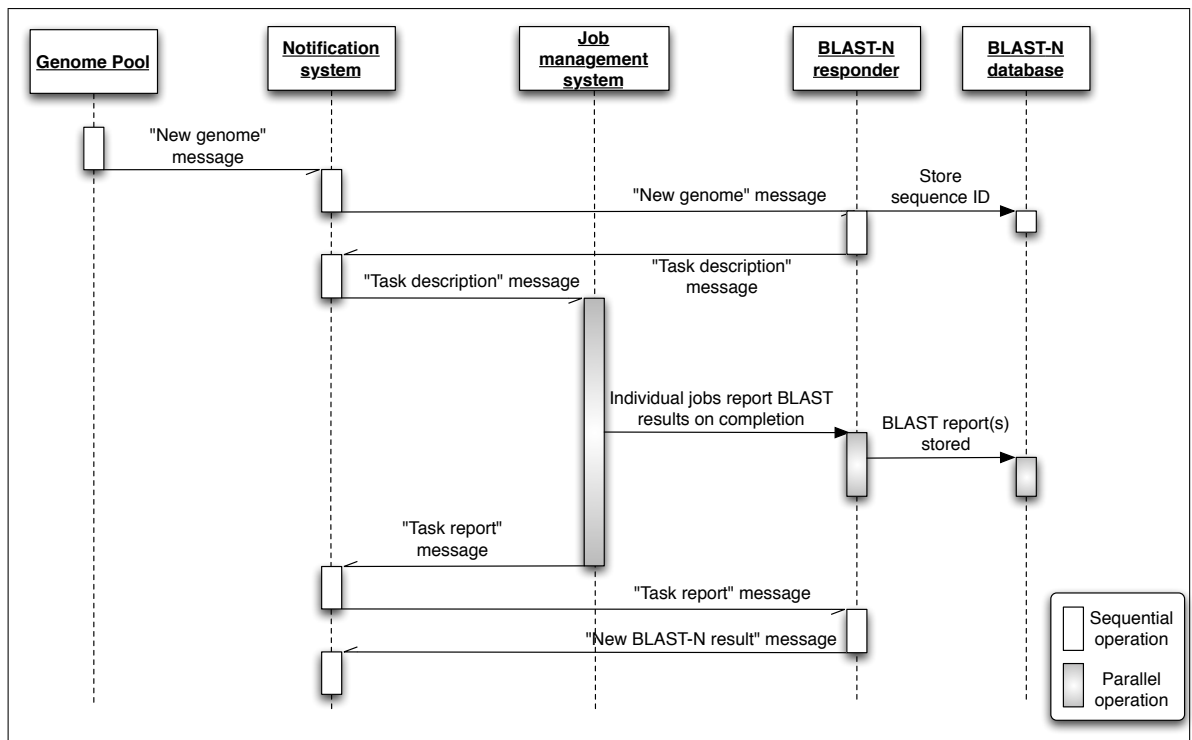 Genome Pool
Notification
system
Job
management
system
BLAST-N
responder
BLAST-N
database
"New genome"
message
"New genome" message
Store
sequence ID
"Task description"
message
"Task description" message
Individual jobs report BLAST
results on completion
BLAST report(s)
stored
"Task report"
message
"Task report" message
"New BLAST-N result" message
Sequential
operation
Parallel
operation